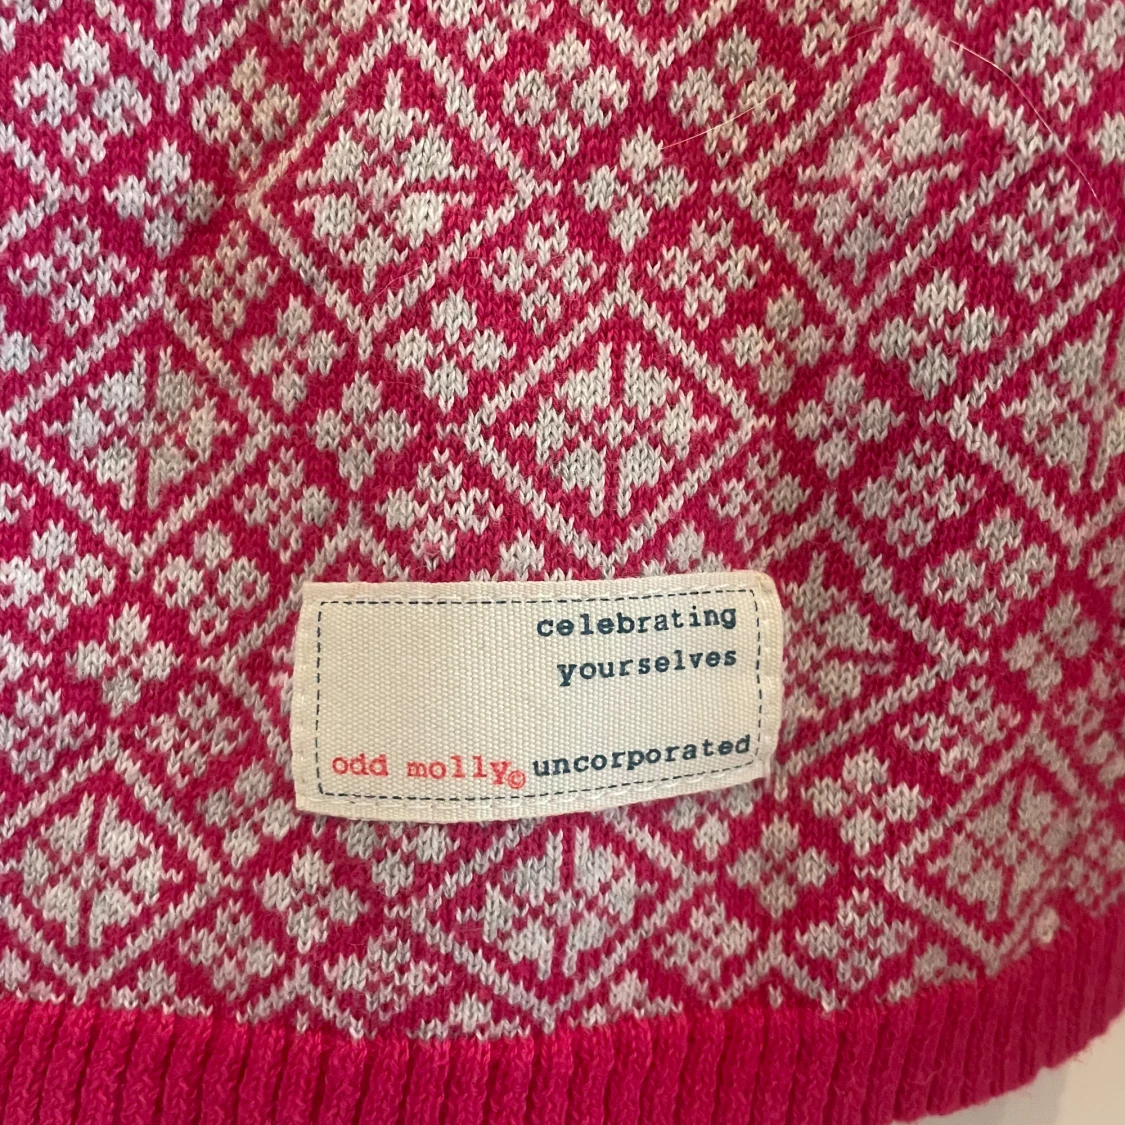 celebrating
yourselves
odd molly© uncorporated